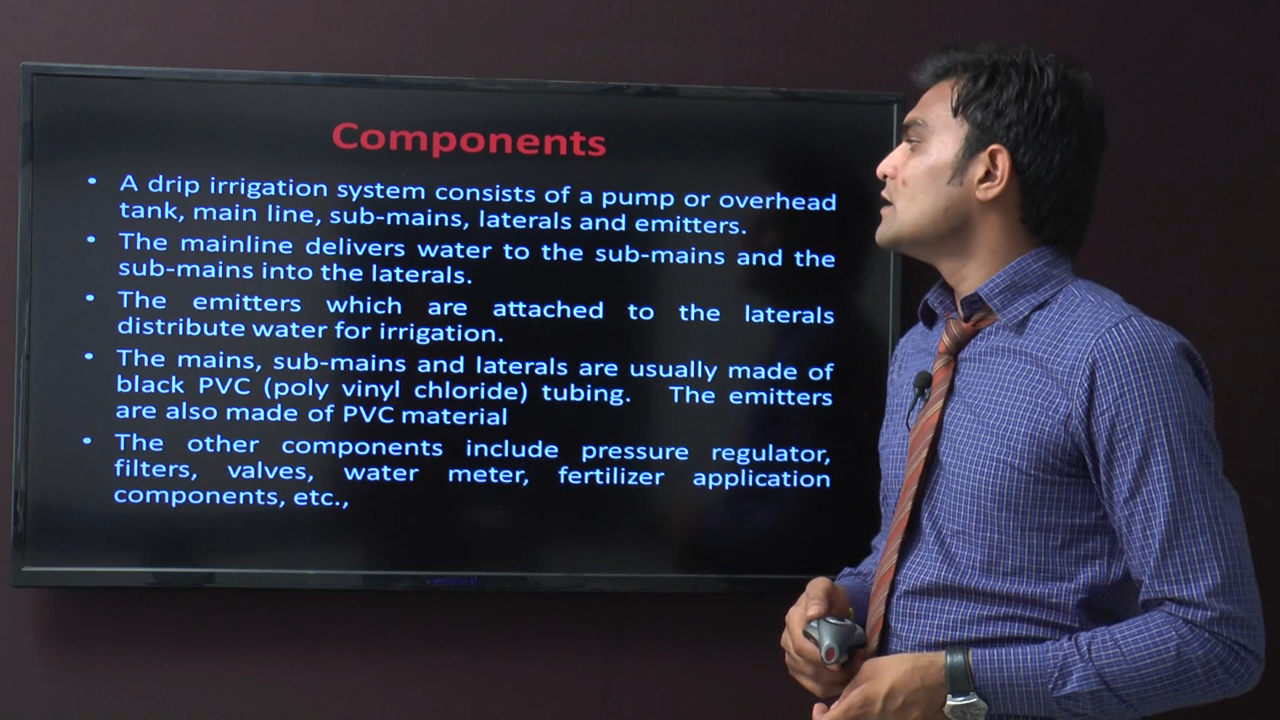 Components
• A drip irrigation system consists of a pump or overhead
tank, main line, sub-mains, laterals and emitters.
• The mainline delivers water to the sub-mains and the
sub-mains into the laterals.
• The emitters which are attached to the laterals
distribute water for irrigation.
• The mains, sub-mains and laterals are usually made of
black PVC (poly vinyl chloride) tubing. The emitters
are also made of PVC material
• The other components include pressure regulator,
filters, valves, water meter, fertilizer application
components, etc.,